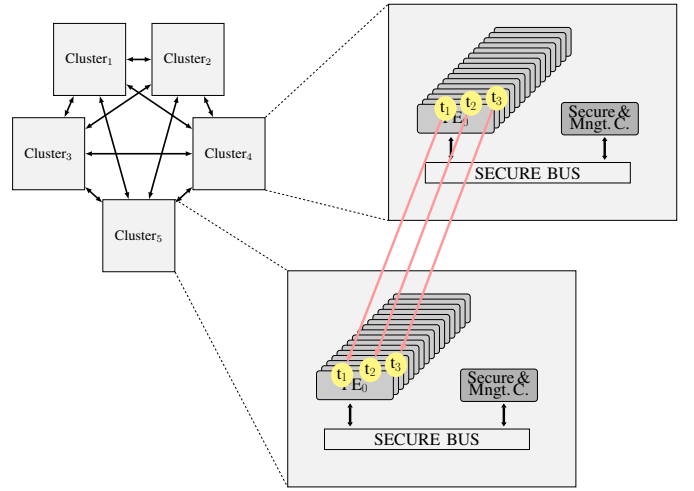 Cluster₁
Cluster₂
Cluster₃
Cluster₄
Cluster₅
t₁
t₂
t₃
PE₀
Secure &
Mngt. C.
SECURE BUS
t₁
t₂
t₃
PE₀
Secure &
Mngt. C.
SECURE BUS